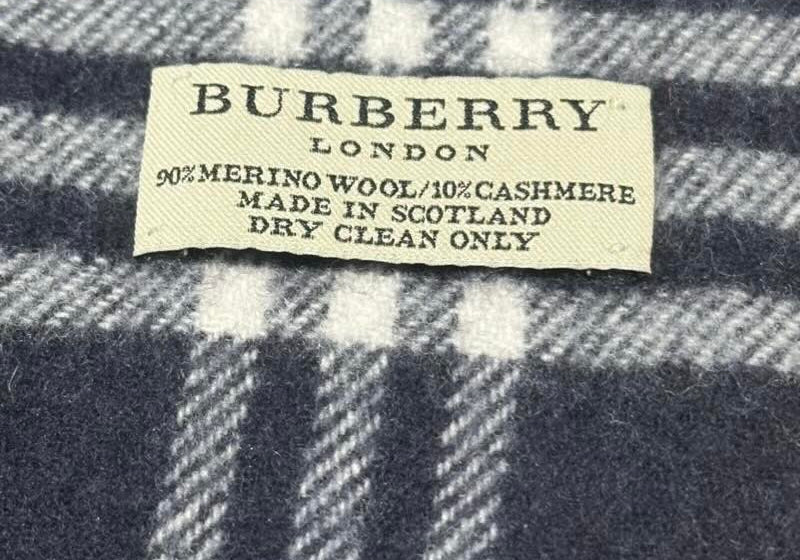 BURBERRY
LONDON
90% MERINO WOOL/10% CASHMERE
MADE IN SCOTLAND
DRY CLEAN ONLY